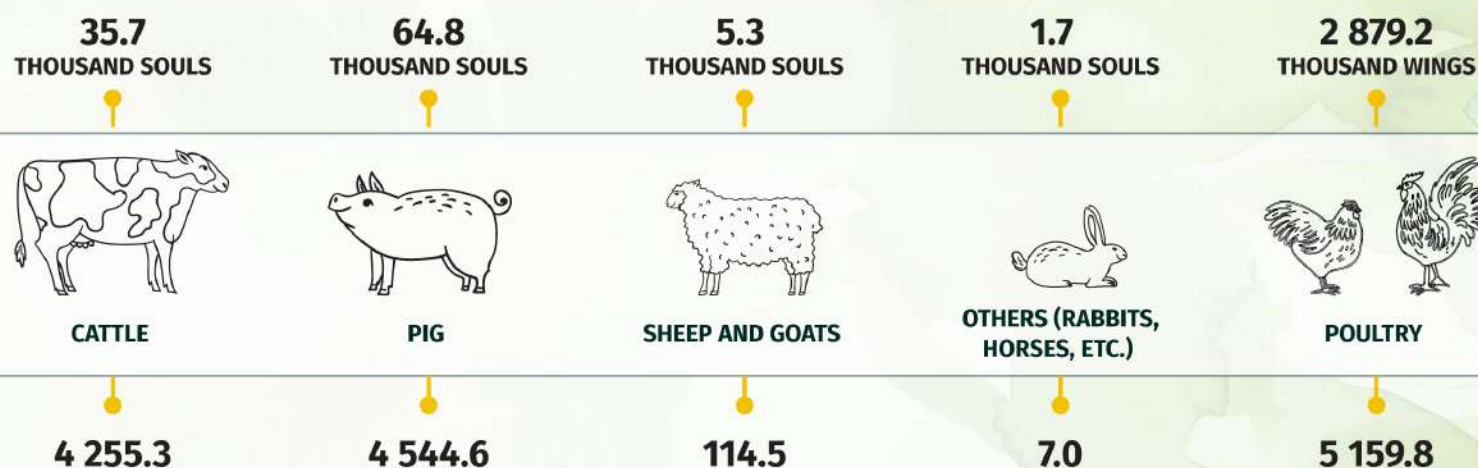 35.7
THOUSAND SOULS
64.8
THOUSAND SOULS
5.3
THOUSAND SOULS
1.7
THOUSAND SOULS
2 879.2
THOUSAND WINGS
CATTLE
PIG
SHEEP AND GOATS
OTHERS (RABBITS,
HORSES, ETC.)
POULTRY
4 255.3
4 544.6
114.5
7.0
5 159.8